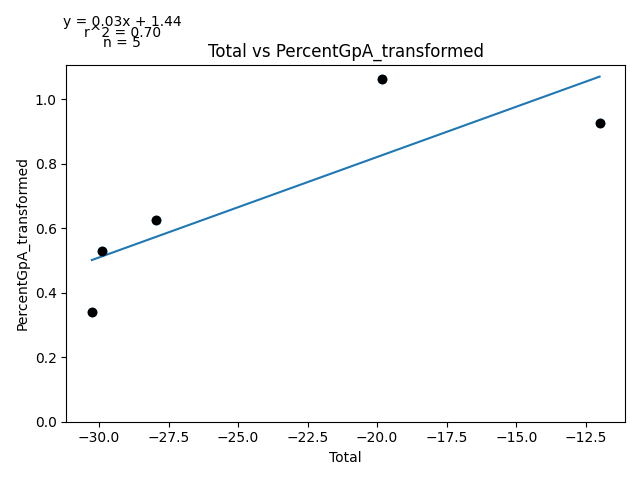 y = 0.03x + 1.44
r^2 = 0.70
n = 5
Total vs PercentGpA_transformed
PercentGpA_transformed
1.0
0.8
0.6
0.4
0.2
0.0
−30.0 −27.5 −25.0 −22.5 −20.0 −17.5 −15.0 −12.5
Total